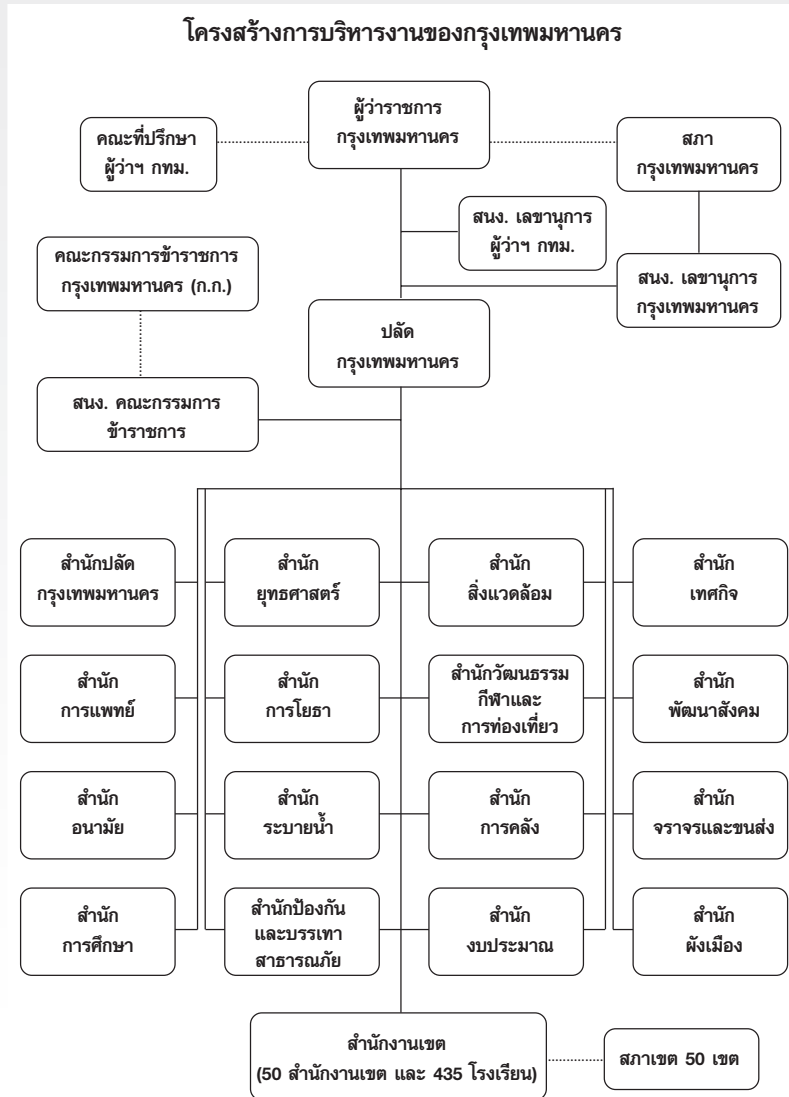 โครงสร้างการบริหารงานของกรุงเทพมหานคร
ผู้ว่าราชการ
กรุงเทพมหานคร
คณะที่ปรึกษา
ผู้ว่าฯ กทม.
สภา
กรุงเทพมหานคร
สนง. เลขานุการ
ผู้ว่าฯ กทม.
คณะกรรมการข้าราชการ
กรุงเทพมหานคร (ก.ก.)
สนง. เลขานุการ
กรุงเทพมหานคร
ปลัด
กรุงเทพมหานคร
สนง. คณะกรรมการ
ข้าราชการ
สำนักปลัด
กรุงเทพมหานคร
สำนัก
ยุทธศาสตร์
สำนัก
สิ่งแวดล้อม
สำนัก
เทศกิจ
สำนัก
การแพทย์
สำนัก
การโยธา
สำนักวัฒนธรรม
กีฬาและ
การท่องเที่ยว
สำนัก
พัฒนาสังคม
สำนัก
อนามัย
สำนัก
ระบายน้ำ
สำนัก
การคลัง
สำนัก
จราจรและขนส่ง
สำนัก
การศึกษา
สำนักป้องกัน
และบรรเทา
สาธารณภัย
สำนัก
งบประมาณ
สำนัก
ผังเมือง
สำนักงานเขต
(50 สำนักงานเขต และ 435 โรงเรียน)
สภาเขต 50 เขต